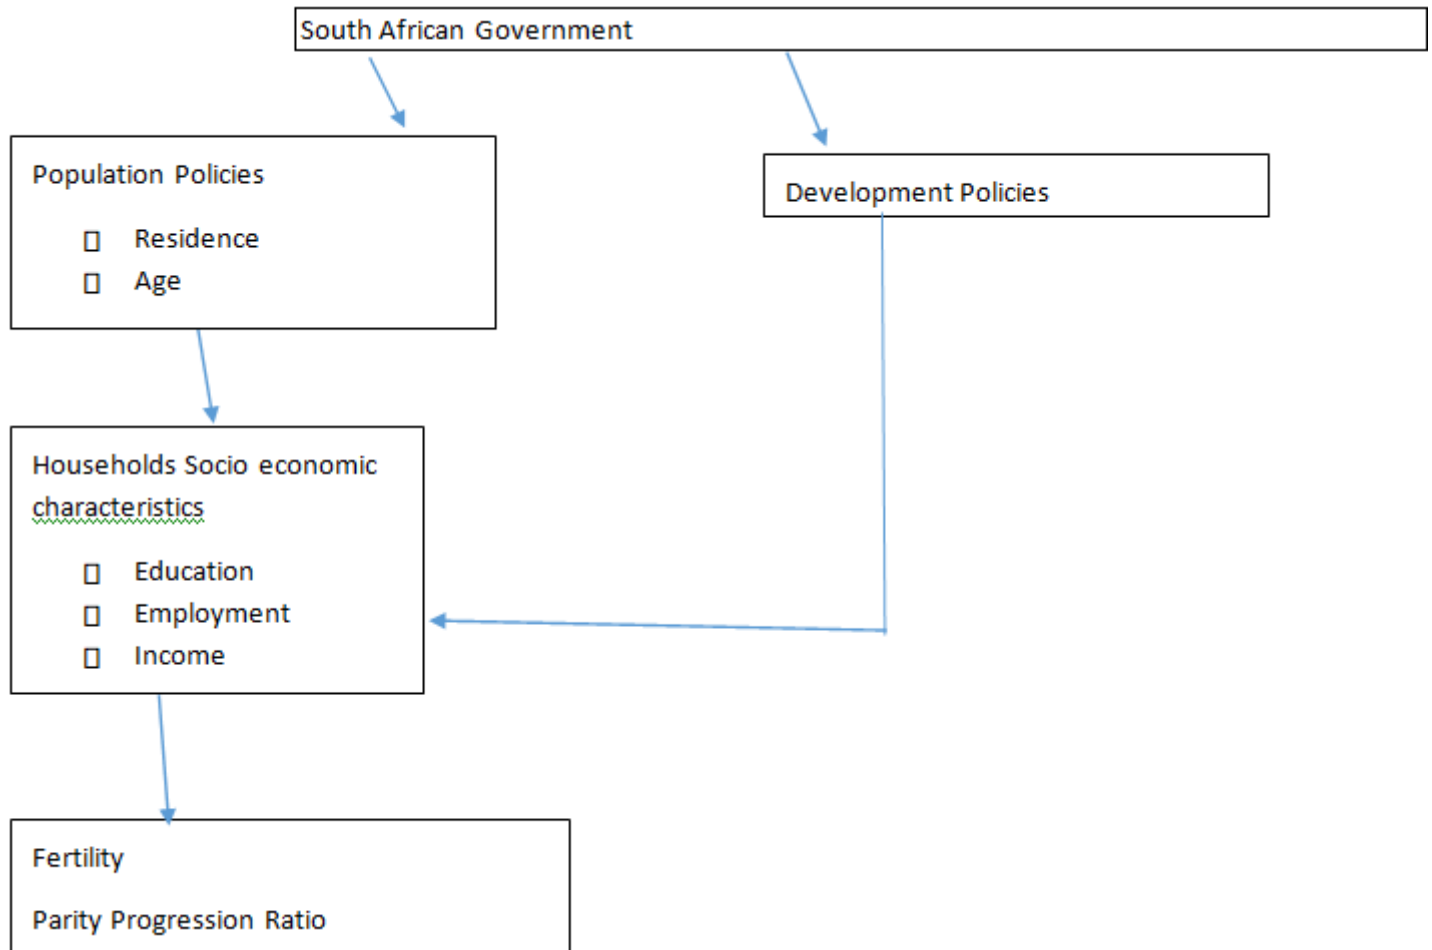 South African Government
Population Policies
Residence
Age
Development Policies
Households Socio economic
characteristics
Education
Employment
Income
Fertility
Parity Progression Ratio